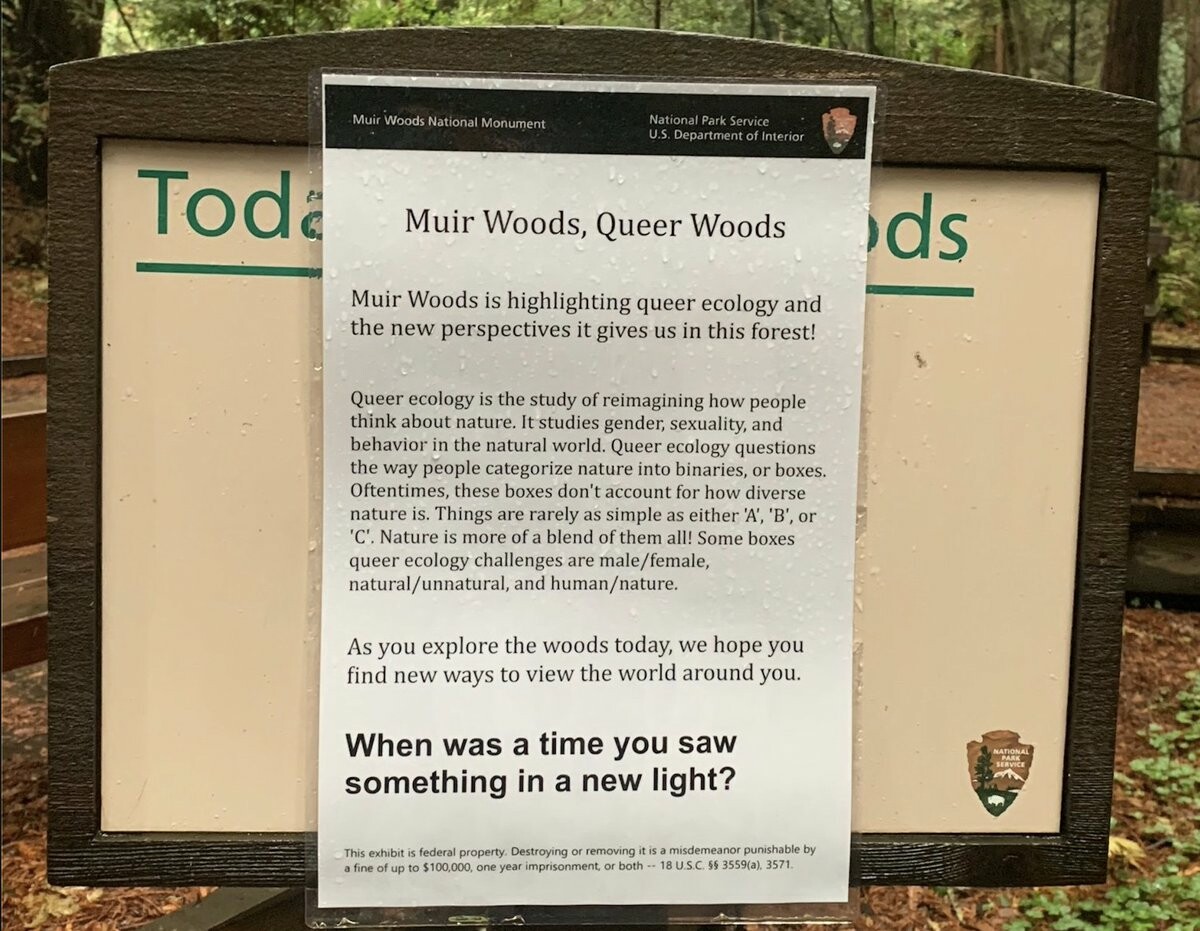 Muir Woods National Monument
National Park Service
U.S. Department of Interior
Toda
ods
Muir Woods, Queer Woods
Muir Woods is highlighting queer ecology and
the new perspectives it gives us in this forest!
Queer ecology is the study of reimagining how people
think about nature. It studies gender, sexuality, and
behavior in the natural world. Queer ecology questions
the way people categorize nature into binaries, or boxes.
Oftentimes, these boxes don't account for how diverse
nature is. Things are rarely as simple as either 'A', 'B', or
'C'. Nature is more of a blend of them all! Some boxes
queer ecology challenges are male/female,
natural/unnatural, and human/nature.
As you explore the woods today, we hope you
find new ways to view the world around you.
When was a time you saw
something in a new light?
NATIONAL
PARK
SERVICE
This exhibit is federal property. Destroying or removing it is a misdemeanor punishable by
a fine of up to $100,000, one year imprisonment, or both -- 18 U.S.C. §§ 3559(a), 3571.